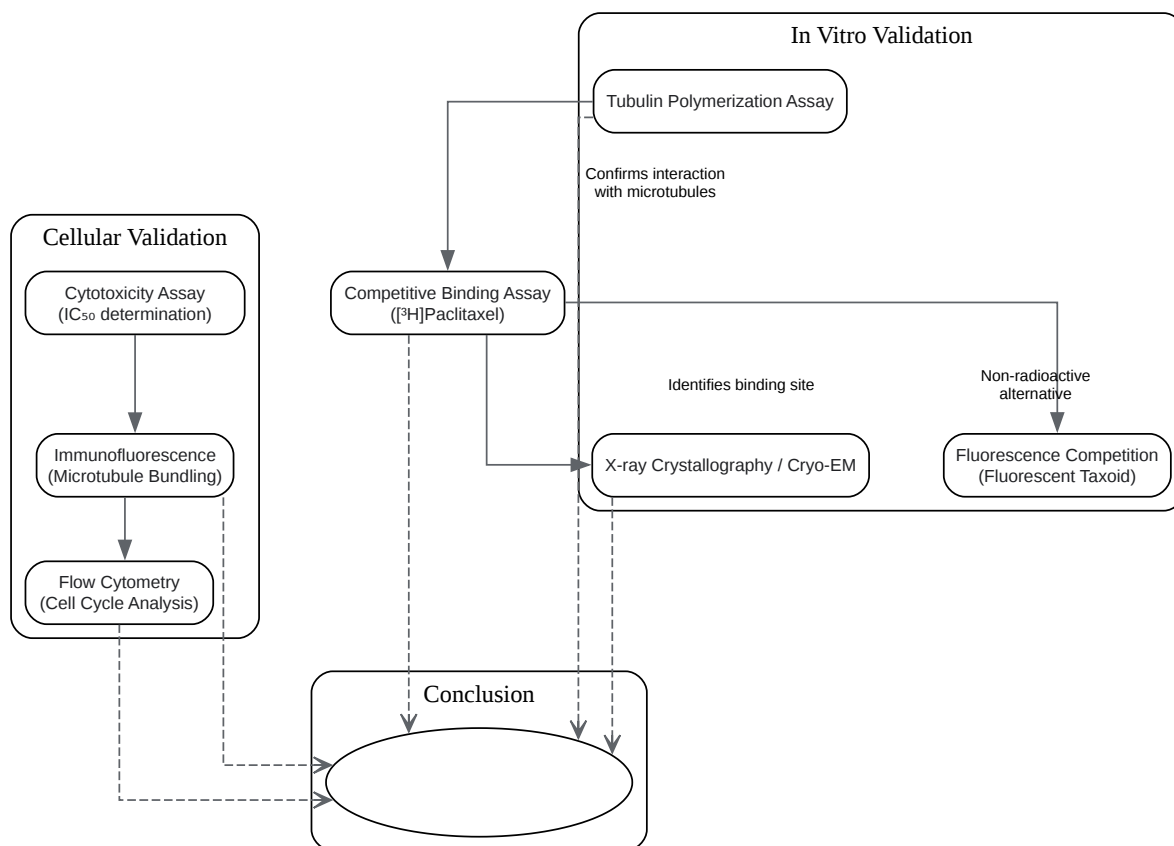 In Vitro Validation
Tubulin Polymerization Assay
Confirms interaction
with microtubules
Cellular Validation
Cytotoxicity Assay
(IC₅₀ determination)
Competitive Binding Assay
([³H]Paclitaxel)
Identifies binding site
Non-radioactive
alternative
Immunofluorescence
(Microtubule Bundling)
X-ray Crystallography / Cryo-EM
Fluorescence Competition
(Fluorescent Taxoid)
Flow Cytometry
(Cell Cycle Analysis)
Conclusion